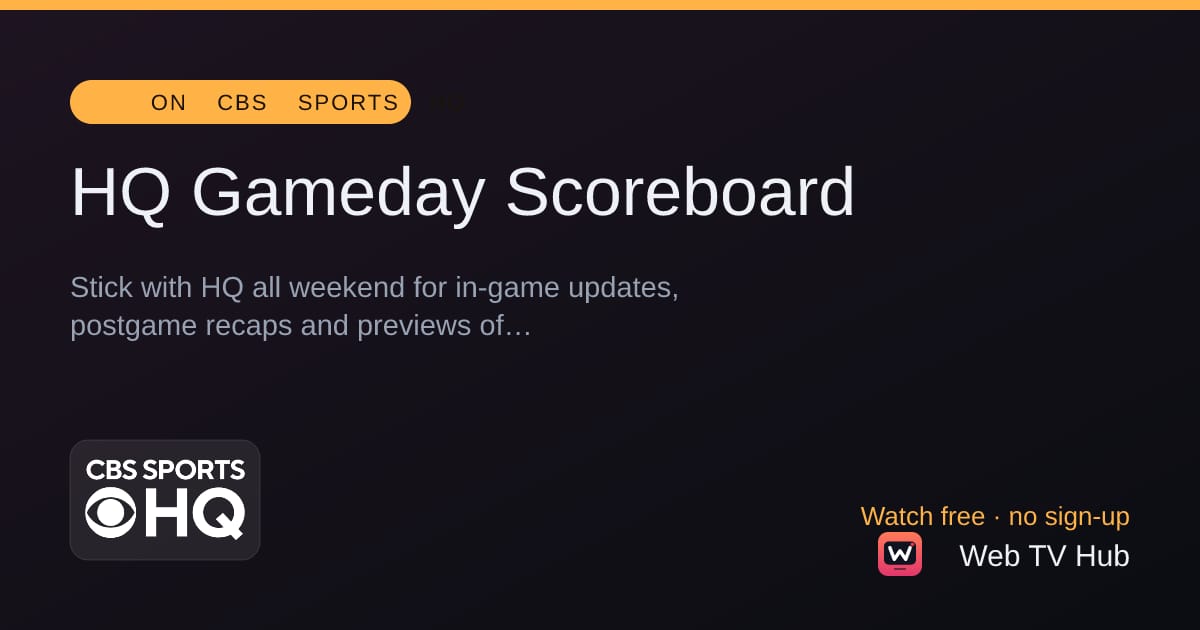 ON CBS SPORTS HQ
HQ Gameday Scoreboard
Stick with HQ all weekend for in-game updates,
postgame recaps and previews of…
CBS SPORTS
HQ
Watch free · no sign-up
W
Web TV Hub